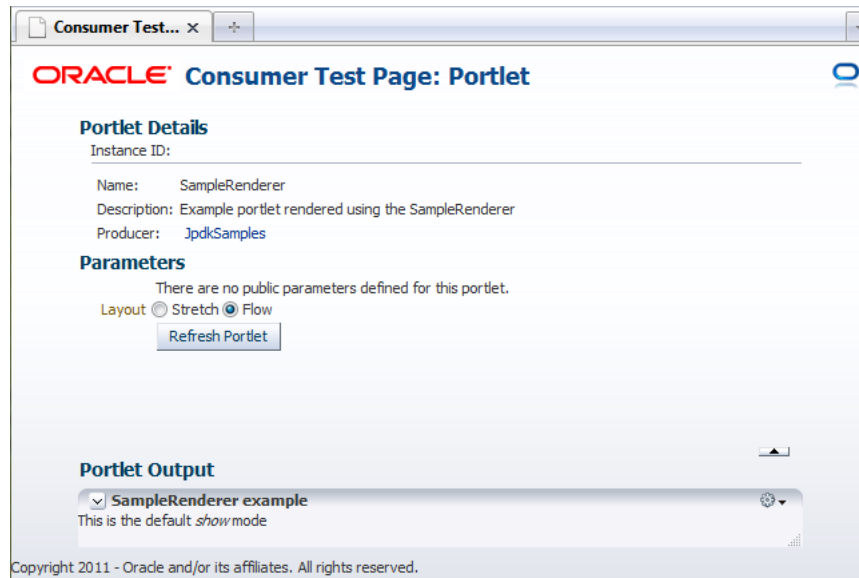 Consumer Test... x
ORACLE Consumer Test Page: Portlet
Portlet Details
Instance ID:
Name: SampleRenderer
Description: Example portlet rendered using the SampleRenderer
Producer: JpdkSamples
Parameters
There are no public parameters defined for this portlet.
Layout Stretch Flow
Refresh Portlet
Portlet Output
SampleRenderer example
This is the default show mode
Copyright 2011 - Oracle and/or its affiliates. All rights reserved.